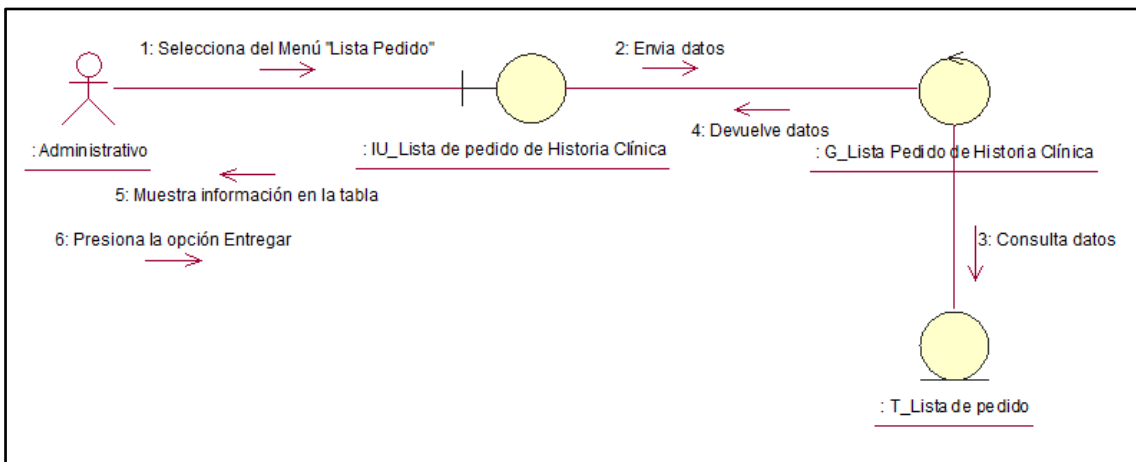 1: Selecciona del Menú "Lista Pedido"
2: Envia datos
4: Devuelve datos
: Administrativo
: IU_Lista de pedido de Historia Clínica
: G_Lista Pedido de Historia Clínica
5: Muestra información en la tabla
6: Presiona la opción Entregar
3: Consulta datos
: T_Lista de pedido